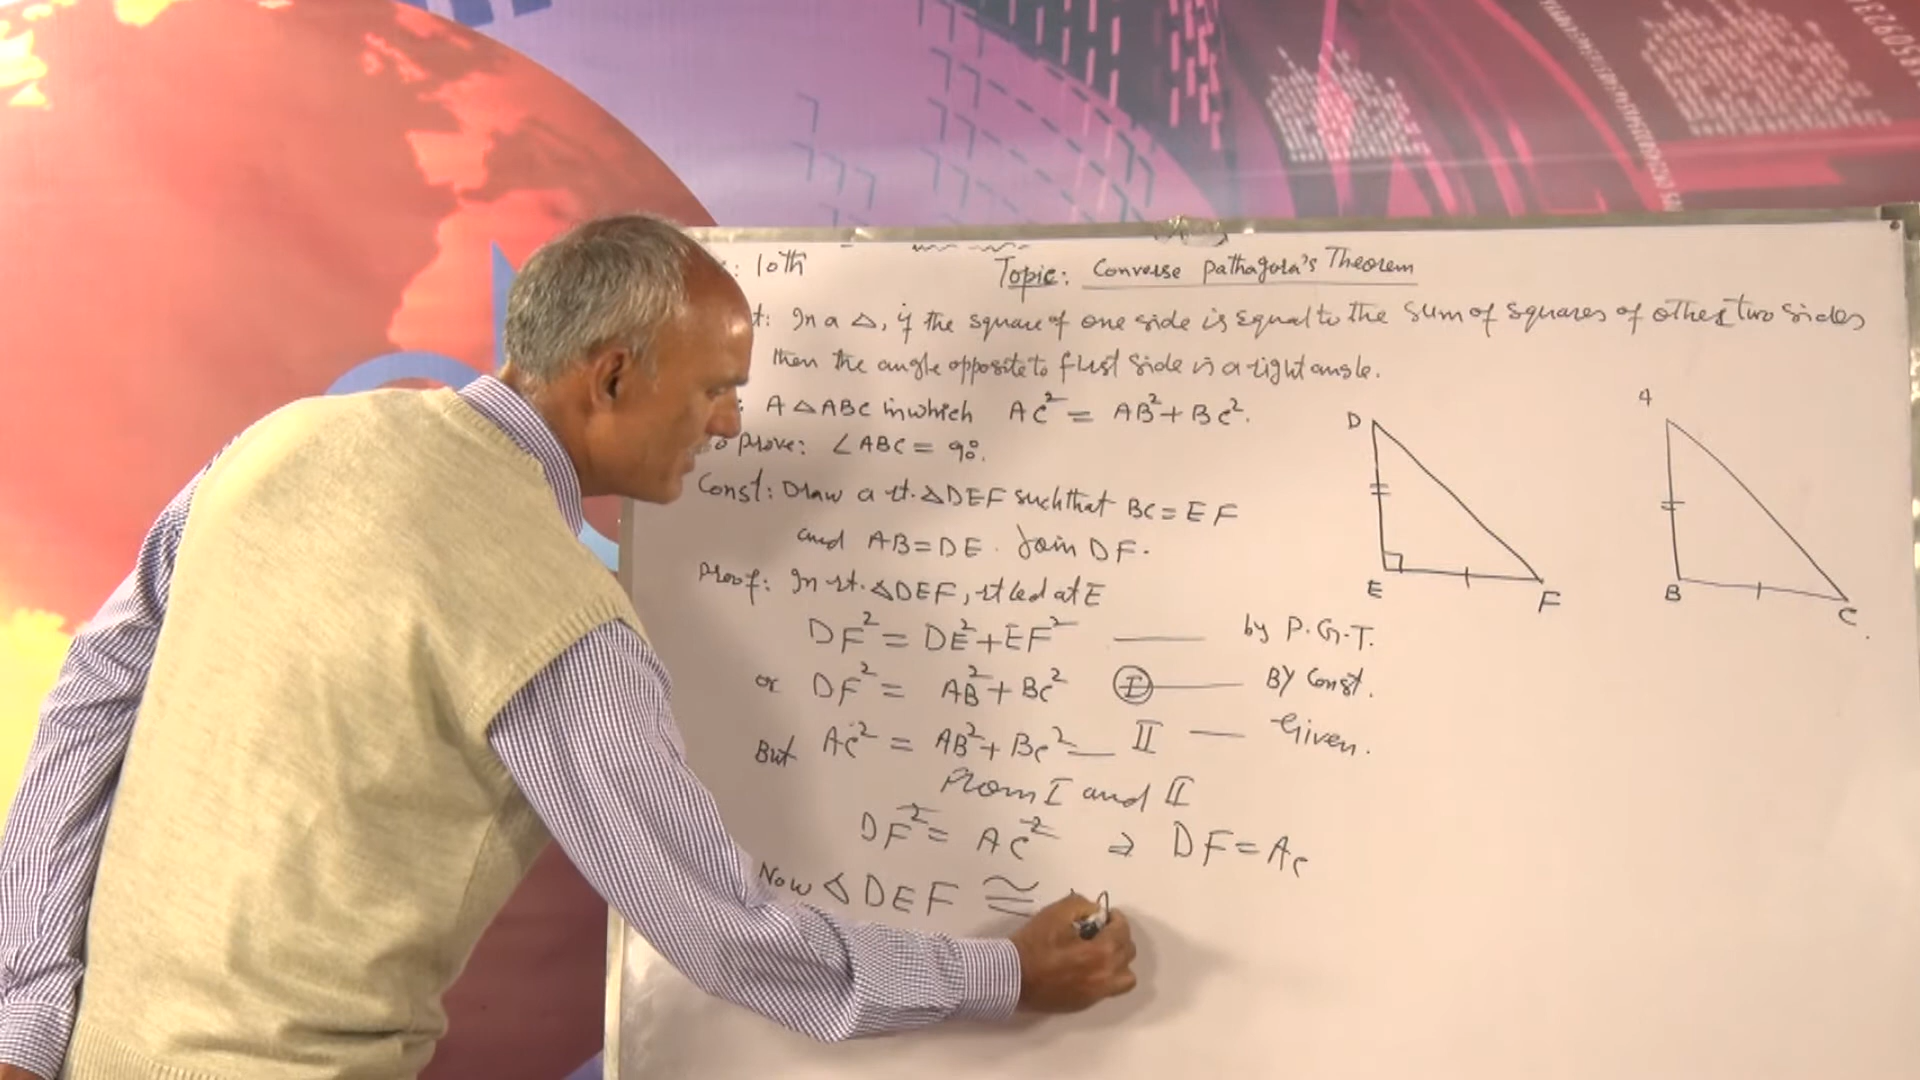 : 10th
Topic: Converse Pathagora's Theorem
t: In a △, if the square of one side is equal to the sum of squares of other two sides
then the angle opposite to first side is a right angle.
: A △ABC in which AC² = AB² + BC².
o prove: ∠ABC = 90°.
Const: Draw a rt. △DEF such that BC = EF
and AB = DE. Join DF.
Proof: In rt. △DEF, rt ∠ed at E
DF² = DE² + EF² —— by P.G.T.
or DF² = AB² + BC² Ⓘ —— By Const.
But AC² = AB² + BC² — II — Given.
From I and II
DF² = AC² ⇒ DF = AC
Now △DEF ≅
D
E
F
A
B
C